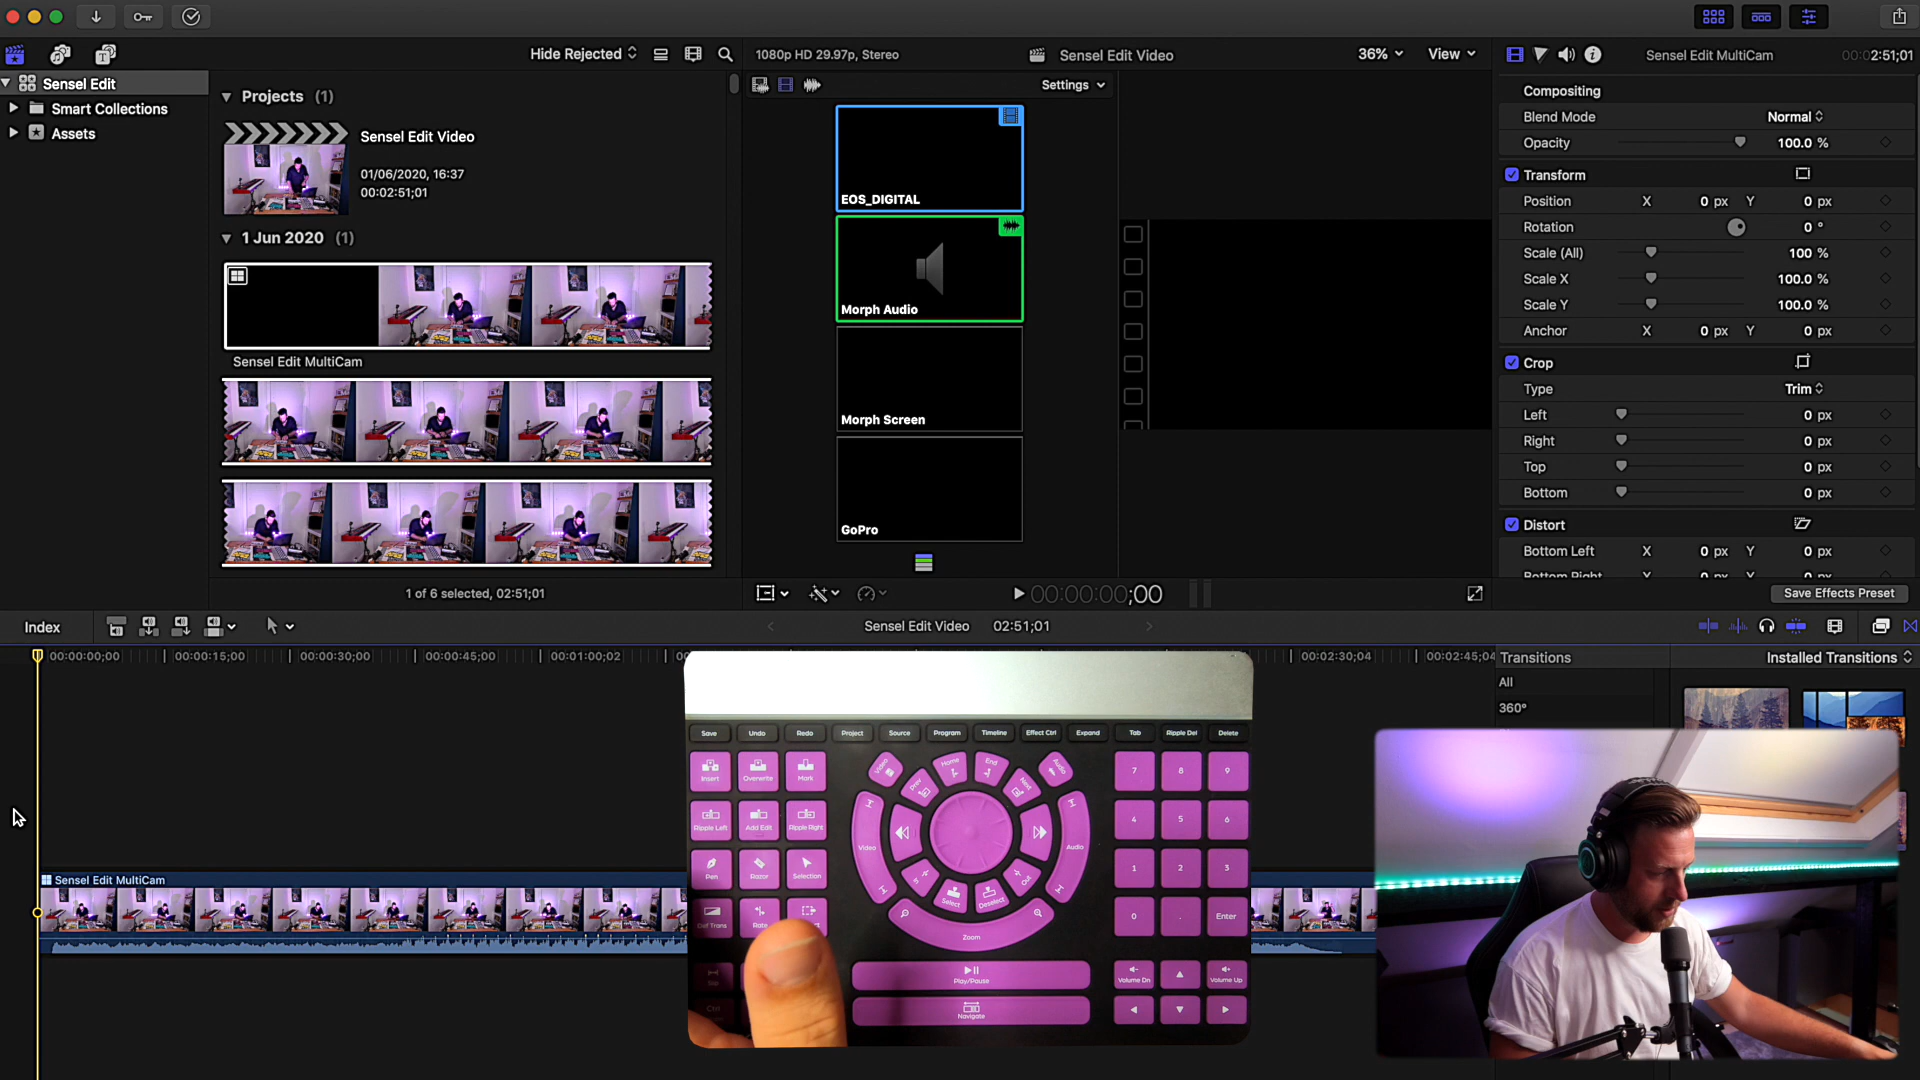 Hide Rejected
1080p HD 29.97p, Stereo
Sensel Edit Video
36%
View
Sensel Edit MultiCam
00:02:51;01
Sensel Edit
Smart Collections
Assets
Projects (1)
Sensel Edit Video
01/06/2020, 16:37
00:02:51;01
1 Jun 2020 (1)
Sensel Edit MultiCam
1 of 6 selected, 02:51;01
Settings
EOS_DIGITAL
Morph Audio
Morph Screen
GoPro
00:00:00;00
Compositing
Blend Mode Normal
Opacity 100.0 %
Transform
Position X 0 px Y 0 px
Rotation 0 °
Scale (All) 100 %
Scale X 100.0 %
Scale Y 100.0 %
Anchor X 0 px Y 0 px
Crop
Type Trim
Left 0 px
Right 0 px
Top 0 px
Bottom 0 px
Distort
Bottom Left X 0 px Y 0 px
Bottom Right X 0 px Y 0 px
Save Effects Preset
Index
Sensel Edit Video 02:51;01
00:00:00;00 00:00:15;00 00:00:30;00 00:00:45;00 00:01:00;02 00:02:30;04 00:02:45;04
Transitions
Installed Transitions
All
360°
Sensel Edit MultiCam
Save Undo Redo Project Source Program Timeline Effect Ctrl Expand Tab Ripple Del Delete
Insert Overwrite Mark
Video Prev Home End Next Audio
7 8 9
Ripple Left Add Edit Ripple Right
4 5 6
Video Audio
Pen Razor Selection
In Select Deselect Out
1 2 3
Def Trans Rate
Zoom
0 . Enter
Slip
Play/Pause
Volume Dn Volume Up
Ctrl
Navigate